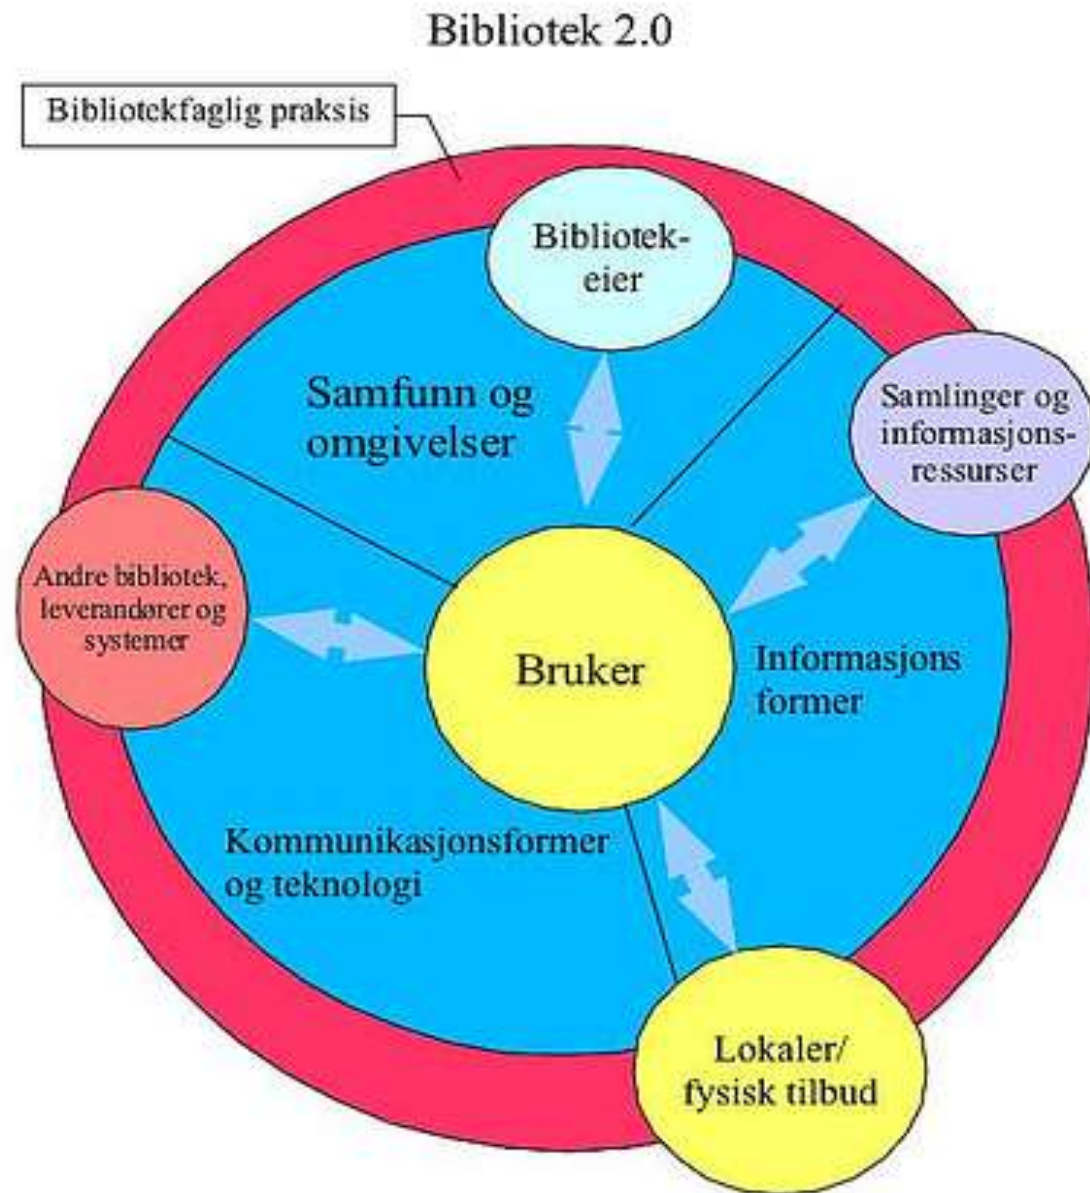 Bibliotek 2.0
Bibliotekfaglig praksis
Bibliotek-
eier
Samfunn og
omgivelser
Samlinger og
informasjons-
ressurser
Andre bibliotek,
leverandører og
systemer
Bruker
Informasjons
former
Kommunikasjonsformer
og teknologi
Lokaler/
fysisk tilbud